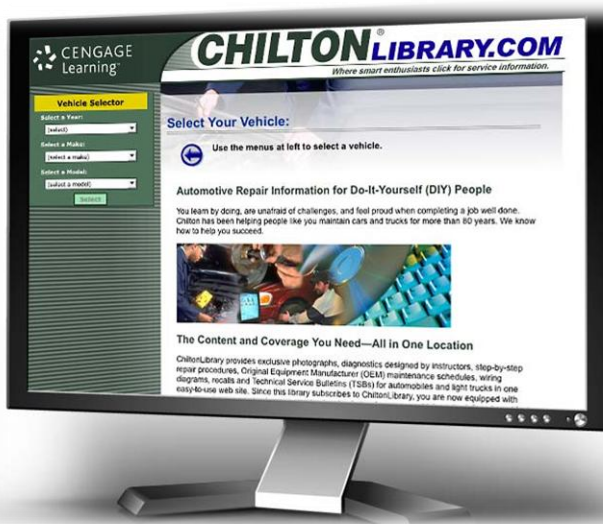 CENGAGE
Learning™
CHILTONLIBRARY.COM
Where smart enthusiasts click for service information.
Vehicle Selector
Select a Year:
(select)
Select a Make:
(select a make)
Select a Model:
(select a model)
Select
Select Your Vehicle:
Use the menus at left to select a vehicle.
Automotive Repair Information for Do-It-Yourself (DIY) People
You learn by doing, are unafraid of challenges, and feel proud when completing a job well done.
Chilton has been helping people like you maintain cars and trucks for more than 80 years. We know
how to help you succeed.
The Content and Coverage You Need—All in One Location
ChiltonLibrary provides exclusive photographs, diagnostics designed by instructors, step-by-step
repair procedures, Original Equipment Manufacturer (OEM) maintenance schedules, wiring
diagrams, recalls and Technical Service Bulletins (TSBs) for automobiles and light trucks in one
easy-to-use web site. Since this library subscribes to ChiltonLibrary, you are now equipped with